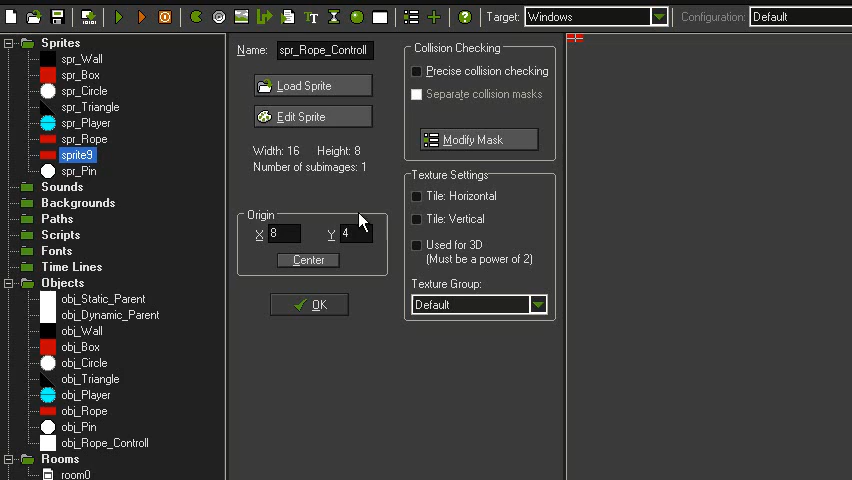 Target: Windows Configuration: Default
Sprites
spr_Wall
spr_Box
spr_Circle
spr_Triangle
spr_Player
spr_Rope
sprite9
spr_Pin
Sounds
Backgrounds
Paths
Scripts
Fonts
Time Lines
Objects
obj_Static_Parent
obj_Dynamic_Parent
obj_Wall
obj_Box
obj_Circle
obj_Triangle
obj_Player
obj_Rope
obj_Pin
obj_Rope_Controll
Rooms
room0
Name: spr_Rope_Controll
Load Sprite
Edit Sprite
Width: 16 Height: 8
Number of subimages: 1
Origin
X 8 Y 4
Center
OK
Collision Checking
Precise collision checking
Separate collision masks
Modify Mask
Texture Settings
Tile: Horizontal
Tile: Vertical
Used for 3D
(Must be a power of 2)
Texture Group:
Default